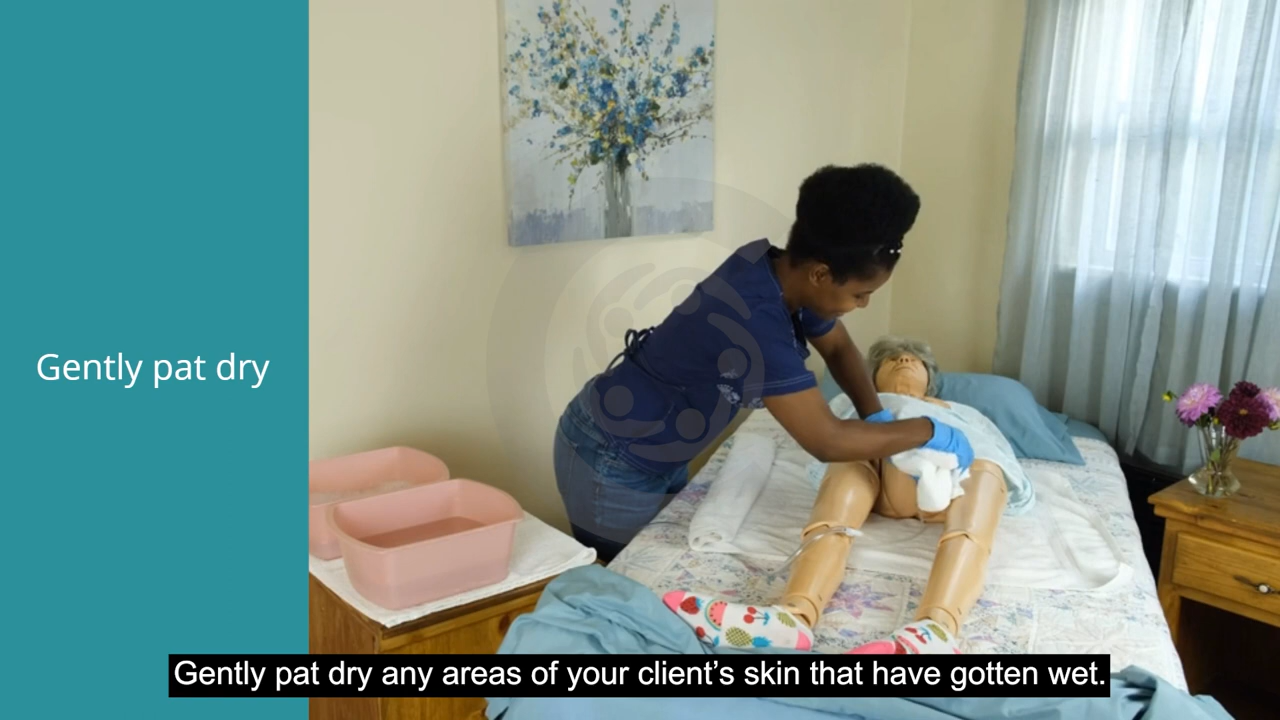 Gently pat dry
Gently pat dry any areas of your client’s skin that have gotten wet.